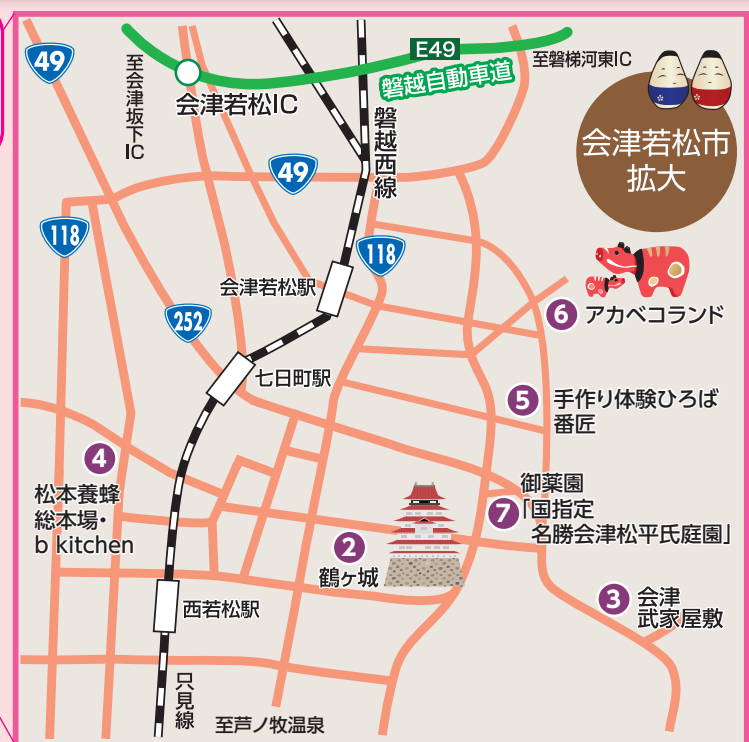 49
至会津坂下IC
会津若松IC
E49
磐越自動車道
至磐梯河東IC
会津若松市
拡大
磐越西線
49
118
118
会津若松駅
252
七日町駅
6 アカベコランド
5 手作り体験ひろば
番匠
4
松本養蜂
総本場・
b kitchen
御薬園
7 「国指定
名勝会津松平氏庭園」
2
鶴ヶ城
3 会津
武家屋敷
西若松駅
只見線
至芦ノ牧温泉